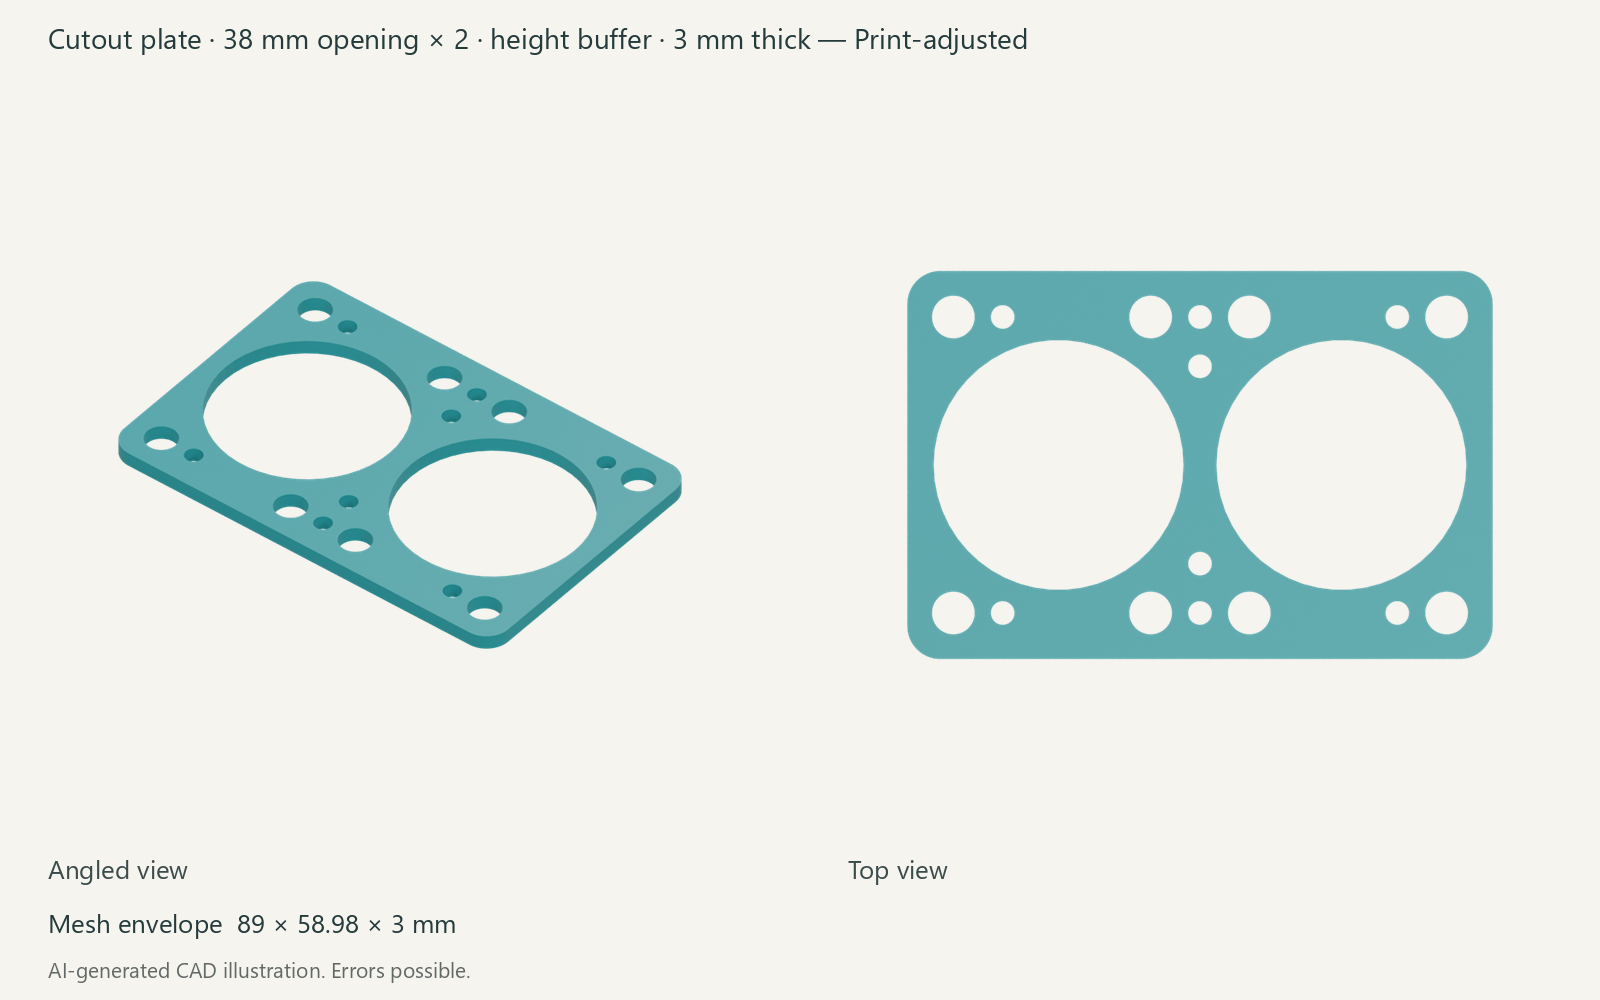 Cutout plate · 38 mm opening × 2 · height buffer · 3 mm thick — Print-adjusted
Angled view
Top view
Mesh envelope 89 × 58.98 × 3 mm
AI-generated CAD illustration. Errors possible.